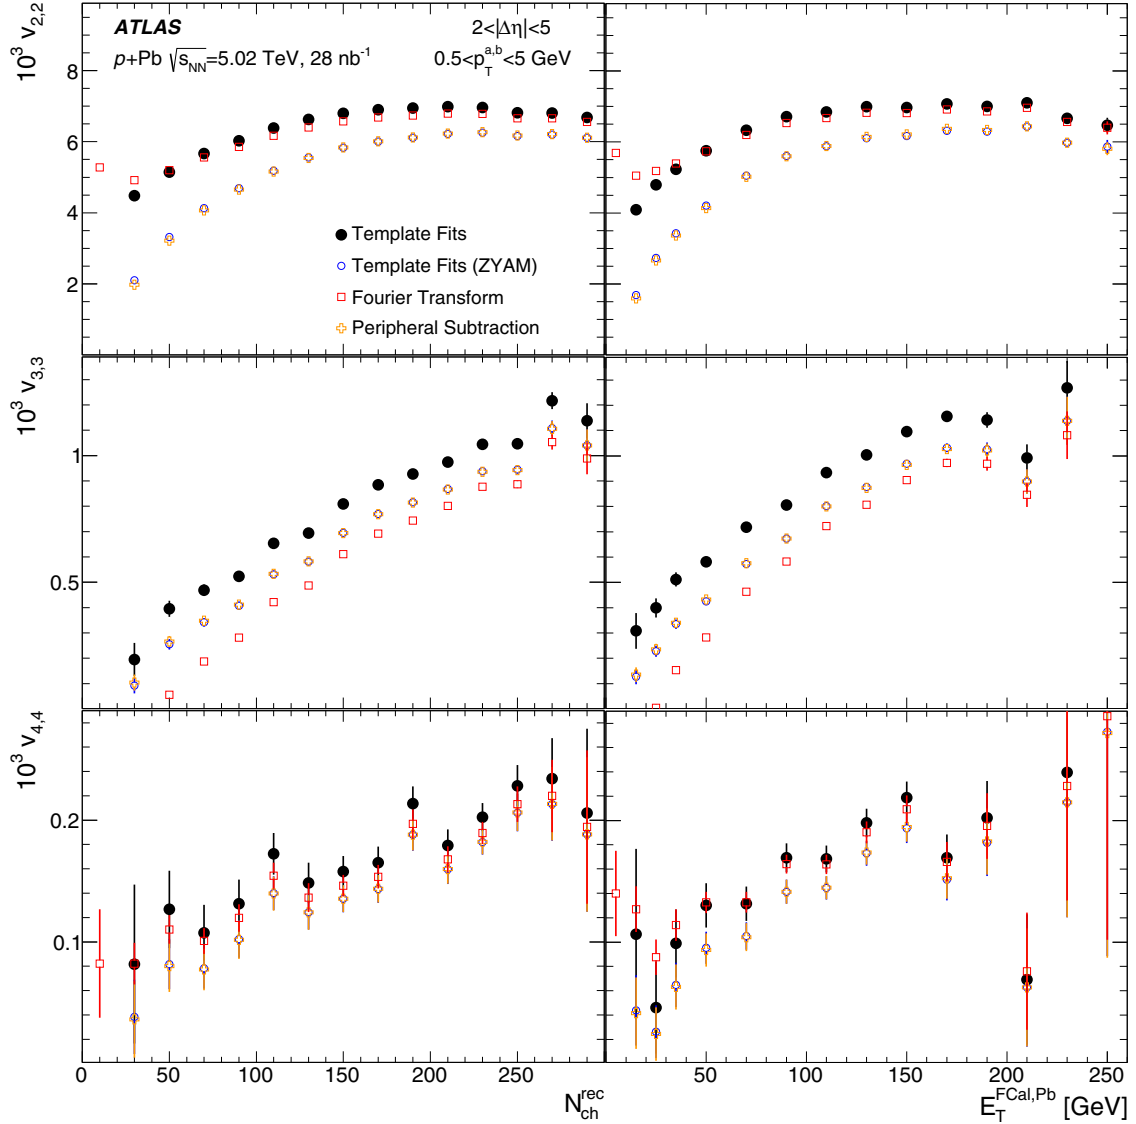 10³ v₂,₂
ATLAS
2<|Δη|<5
p+Pb √sNN=5.02 TeV, 28 nb⁻¹
0.5<pTᵃ,ᵇ<5 GeV
8
6
4
2
Template Fits
Template Fits (ZYAM)
Fourier Transform
Peripheral Subtraction
10³ v₃,₃
1
0.5
10³ v₄,₄
0.2
0.1
0 50 100 150 200 250
50 100 150 200 250
N_ch^rec
E_T^FCal,Pb [GeV]